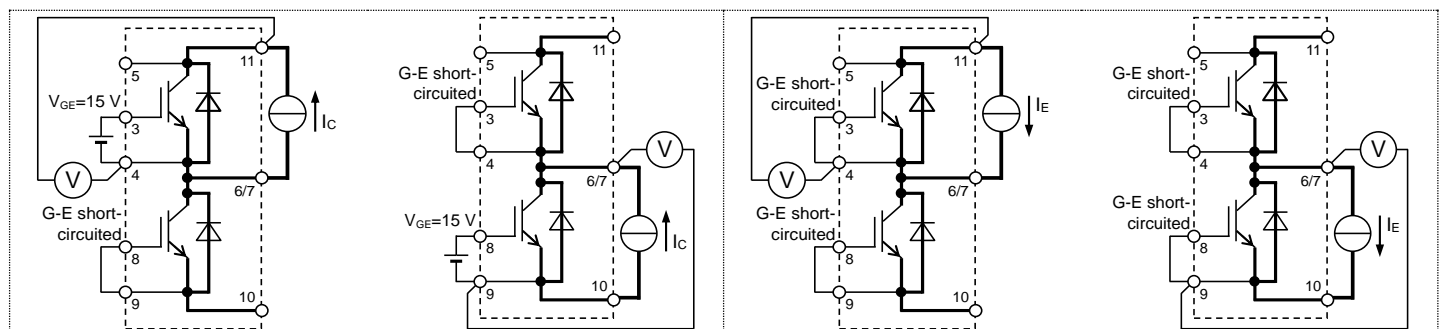 11
5
V_GE=15 V
3
I_C
4
V
6/7
G-E short-
circuited
8
9
10
11
5
G-E short-
circuited
3
4
V
6/7
V_GE=15 V
8
I_C
9
10
11
5
G-E short-
circuited
3
I_E
4
V
6/7
G-E short-
circuited
8
9
10
11
5
G-E short-
circuited
3
4
V
6/7
G-E short-
circuited
8
I_E
9
10